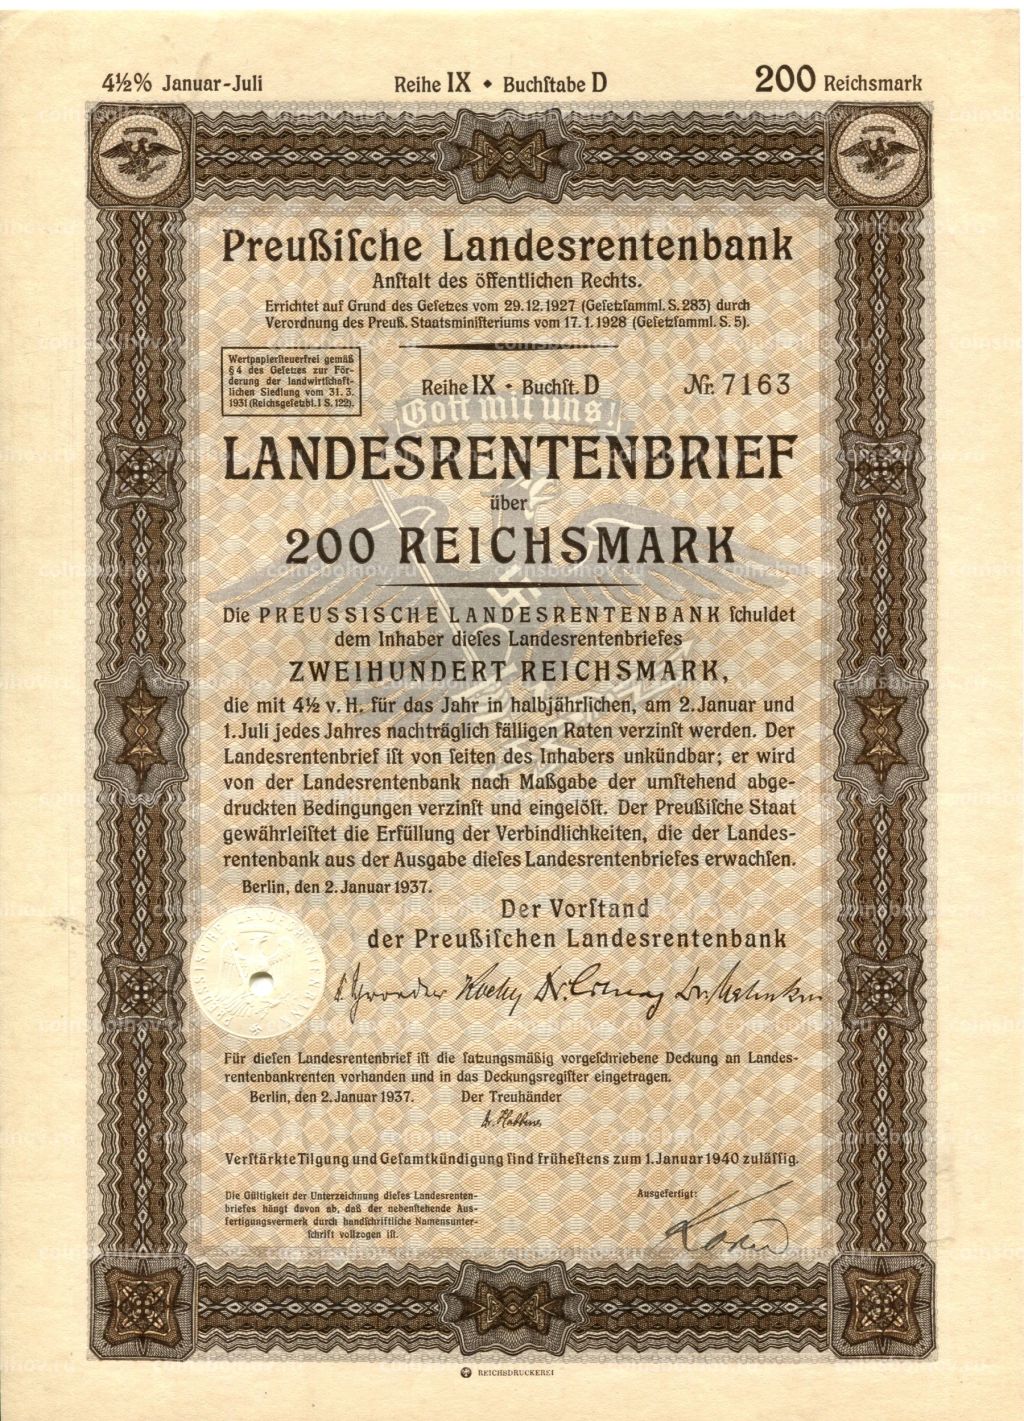 4½% Januar-Juli
Reihe IX • Buchſtabe D
200 Reichsmark
Preußiſche Landesrentenbank
Anſtalt des öffentlichen Rechts.
Errichtet auf Grund des Geſetzes vom 29.12.1927 (Geſetzſamml. S. 283) durch
Verordnung des Preuß. Staatsminiſteriums vom 17.1.1928 (Geſetzſamml. S. 5).
Wertpapierſteuerfrei gemäß
§ 4 des Geſetzes zur För-
derung der landwirtſchaft-
lichen Siedlung vom 31. 3.
1931 (Reichsgeſetzbl. I S. 122).
Reihe IX • Buchſt. D
Nr. 7163
Gott mit uns!
LANDESRENTENBRIEF
über
200 REICHSMARK
Die PREUSSISCHE LANDESRENTENBANK ſchuldet
dem Inhaber dieſes Landesrentenbriefes
ZWEIHUNDERT REICHSMARK,
die mit 4½ v. H. für das Jahr in halbjährlichen, am 2. Januar und
1. Juli jedes Jahres nachträglich fälligen Raten verzinſt werden. Der
Landesrentenbrief iſt von ſeiten des Inhabers unkündbar; er wird
von der Landesrentenbank nach Maßgabe der umſtehend abge-
druckten Bedingungen verzinſt und eingelöſt. Der Preußiſche Staat
gewährleiſtet die Erfüllung der Verbindlichkeiten, die der Landes-
rentenbank aus der Ausgabe dieſes Landesrentenbriefes erwachſen.
Berlin, den 2. Januar 1937.
Der Vorſtand
der Preußiſchen Landesrentenbank
Für dieſen Landesrentenbrief iſt die ſatzungsmäßig vorgeſchriebene Deckung an Landes-
rentenbankrenten vorhanden und in das Deckungsregiſter eingetragen.
Berlin, den 2. Januar 1937.
Der Treuhänder
Verſtärkte Tilgung und Geſamtkündigung ſind früheſtens zum 1. Januar 1940 zuläſſig.
Die Gültigkeit der Unterzeichnung dieſes Landesrenten-
briefes hängt davon ab, daß der nebenſtehende Aus-
fertigungsvermerk durch handſchriftliche Namensunter-
ſchrift vollzogen iſt.
Ausgefertigt:
REICHSDRUCKEREI
coinsbolhov.ru